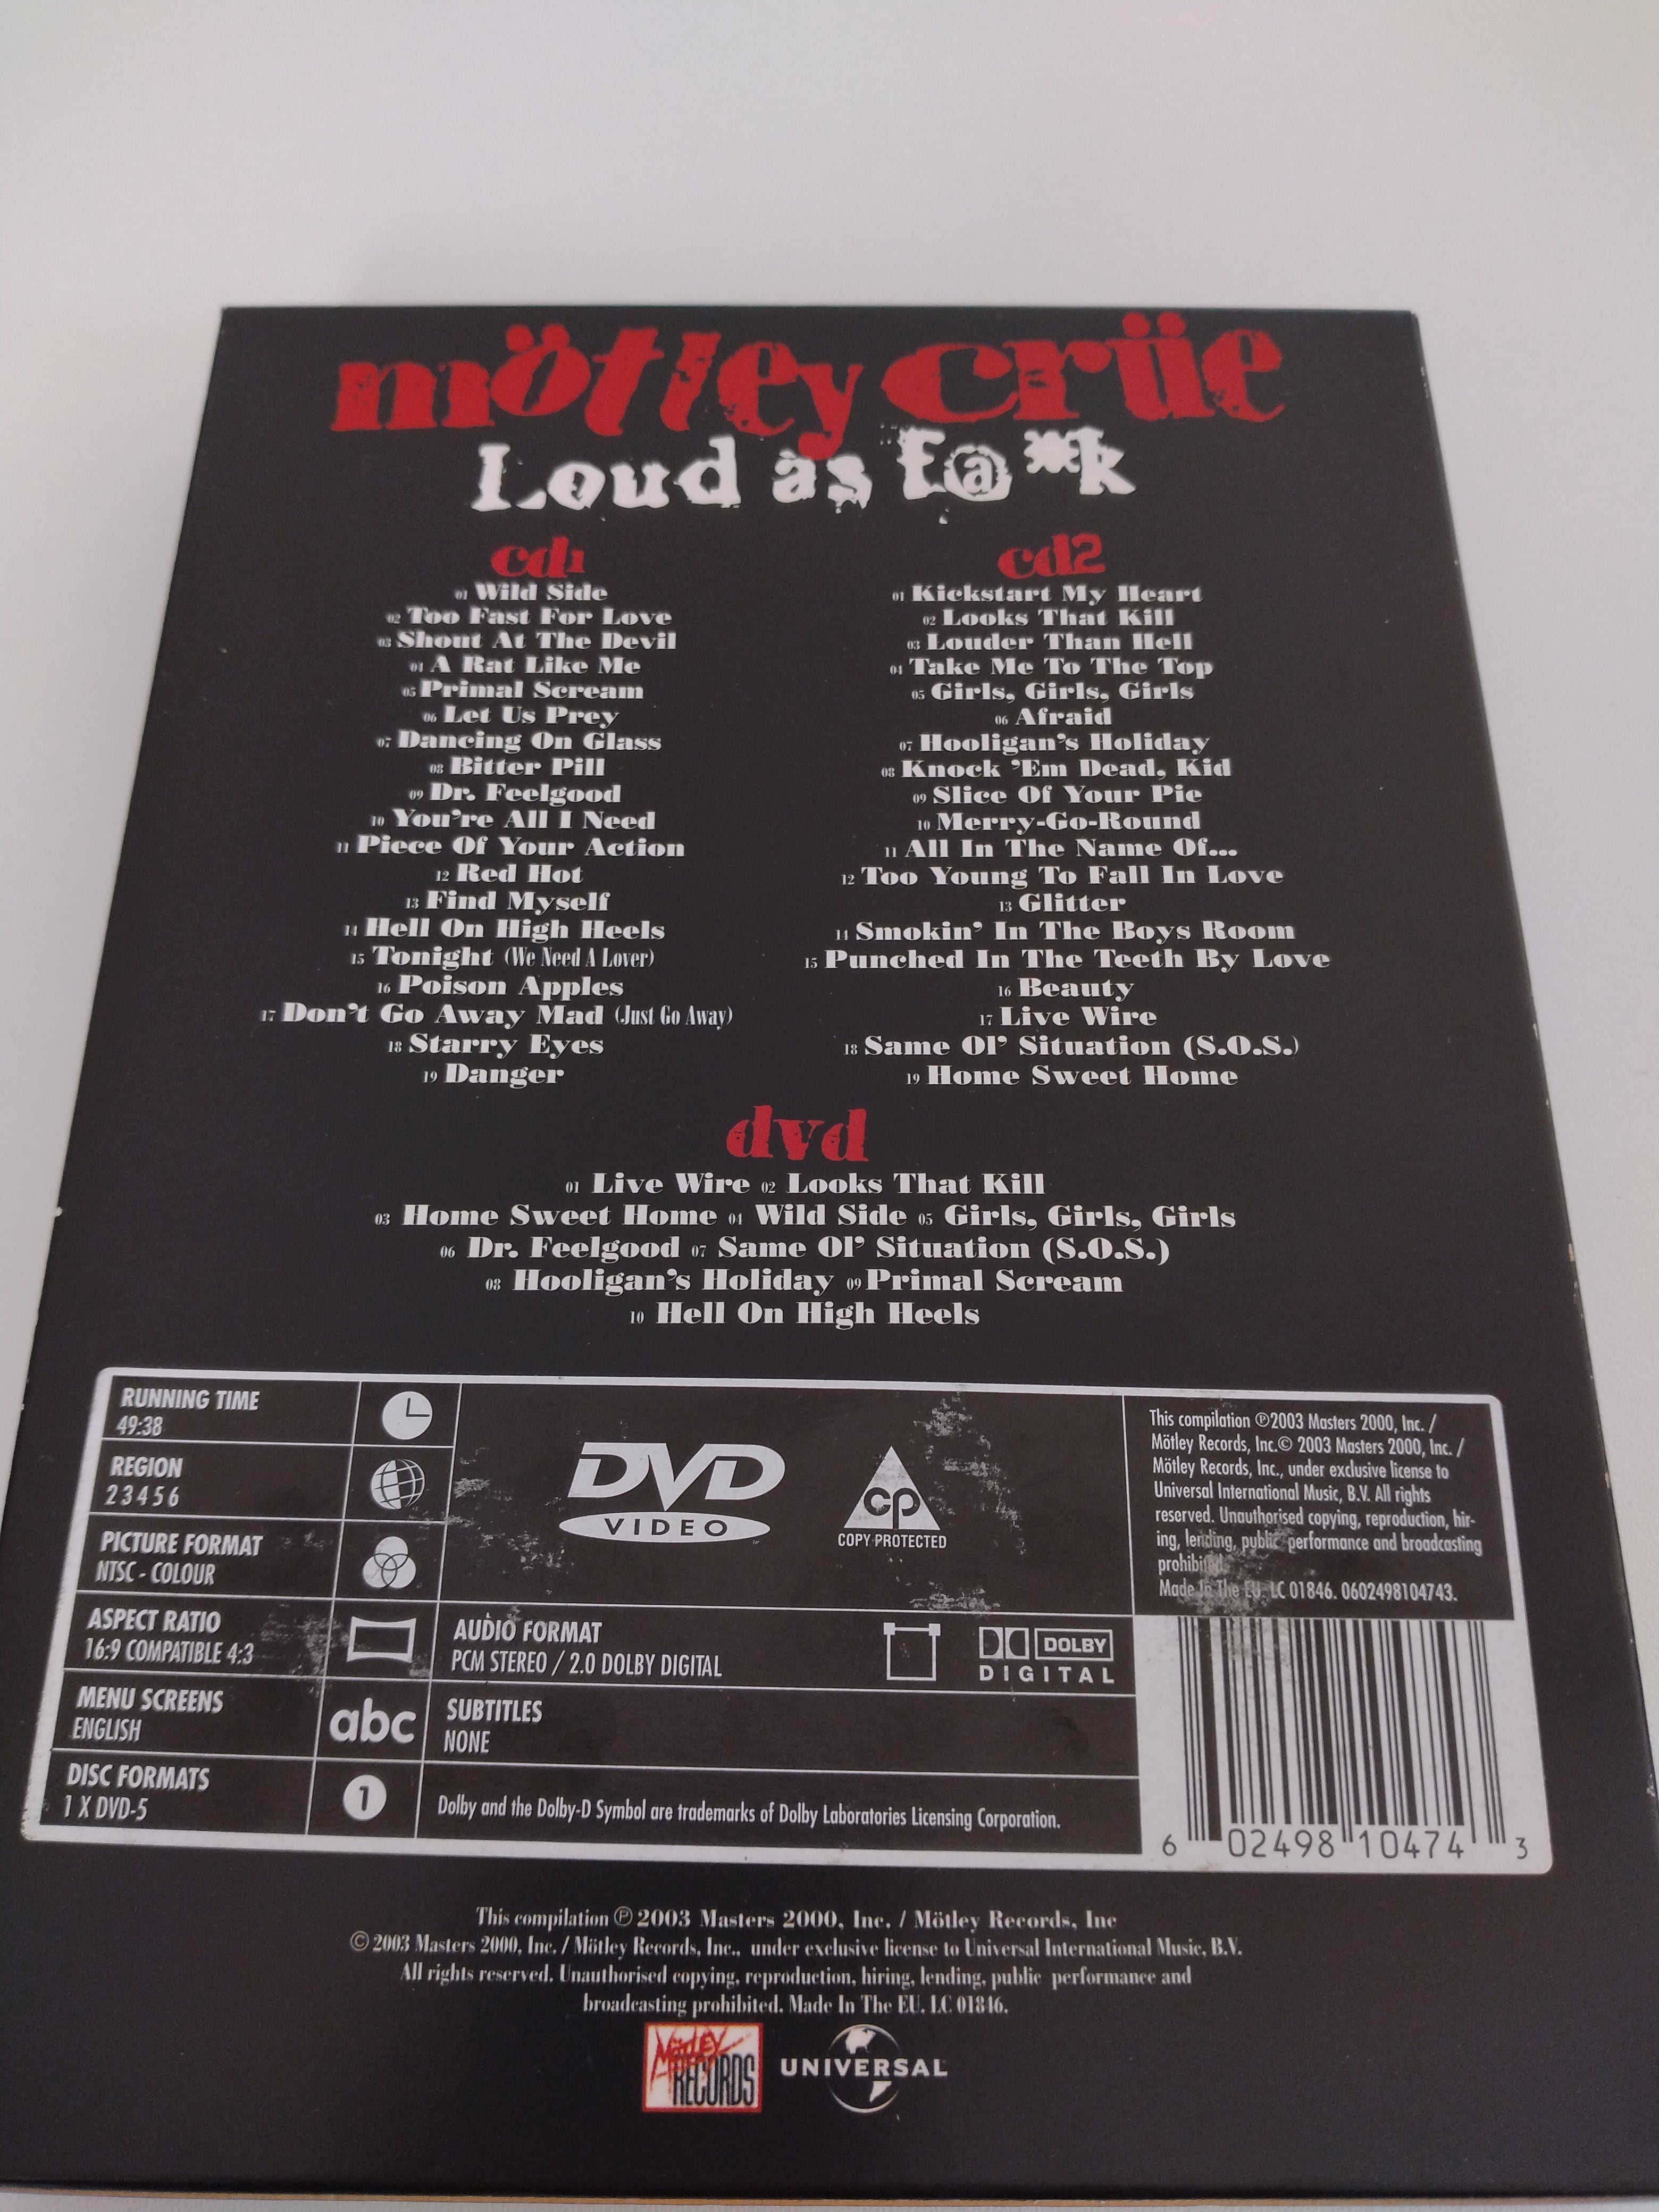 mötley crüe
Loud as f@*k
cd1
01 Wild Side
02 Too Fast For Love
03 Shout At The Devil
04 A Rat Like Me
05 Primal Scream
06 Let Us Prey
07 Dancing On Glass
08 Bitter Pill
09 Dr. Feelgood
10 You're All I Need
11 Piece Of Your Action
12 Red Hot
13 Find Myself
14 Hell On High Heels
15 Tonight (We Need A Lover)
16 Poison Apples
17 Don't Go Away Mad (Just Go Away)
18 Starry Eyes
19 Danger
cd2
01 Kickstart My Heart
02 Looks That Kill
03 Louder Than Hell
04 Take Me To The Top
05 Girls, Girls, Girls
06 Afraid
07 Hooligan's Holiday
08 Knock 'Em Dead, Kid
09 Slice Of Your Pie
10 Merry-Go-Round
11 All In The Name Of...
12 Too Young To Fall In Love
13 Glitter
14 Smokin' In The Boys Room
15 Punched In The Teeth By Love
16 Beauty
17 Live Wire
18 Same Ol' Situation (S.O.S.)
19 Home Sweet Home
dvd
01 Live Wire 02 Looks That Kill
03 Home Sweet Home 04 Wild Side 05 Girls, Girls, Girls
06 Dr. Feelgood 07 Same Ol' Situation (S.O.S.)
08 Hooligan's Holiday 09 Primal Scream
10 Hell On High Heels
RUNNING TIME
49:38
REGION
2 3 4 5 6
PICTURE FORMAT
NTSC - COLOUR
ASPECT RATIO
16:9 COMPATIBLE 4:3
MENU SCREENS
ENGLISH
abc
DISC FORMATS
1 X DVD-5
1
DVD
VIDEO
cp
COPY PROTECTED
AUDIO FORMAT
PCM STEREO / 2.0 DOLBY DIGITAL
DOLBY
DIGITAL
SUBTITLES
NONE
Dolby and the Dolby-D Symbol are trademarks of Dolby Laboratories Licensing Corporation.
This compilation ℗2003 Masters 2000, Inc. /
Mötley Records, Inc.© 2003 Masters 2000, Inc. /
Mötley Records, Inc., under exclusive license to
Universal International Music, B.V. All rights
reserved. Unauthorised copying, reproduction, hir-
ing, lending, public performance and broadcasting
prohibited.
Made In The EU. LC 01846. 0602498104743.
6 02498 10474 3
This compilation ℗ 2003 Masters 2000, Inc. / Mötley Records, Inc
© 2003 Masters 2000, Inc. / Mötley Records, Inc., under exclusive license to Universal International Music, B.V.
All rights reserved. Unauthorised copying, reproduction, hiring, lending, public performance and
broadcasting prohibited. Made In The EU. LC 01846.
MÖTLEY
RECORDS
UNIVERSAL